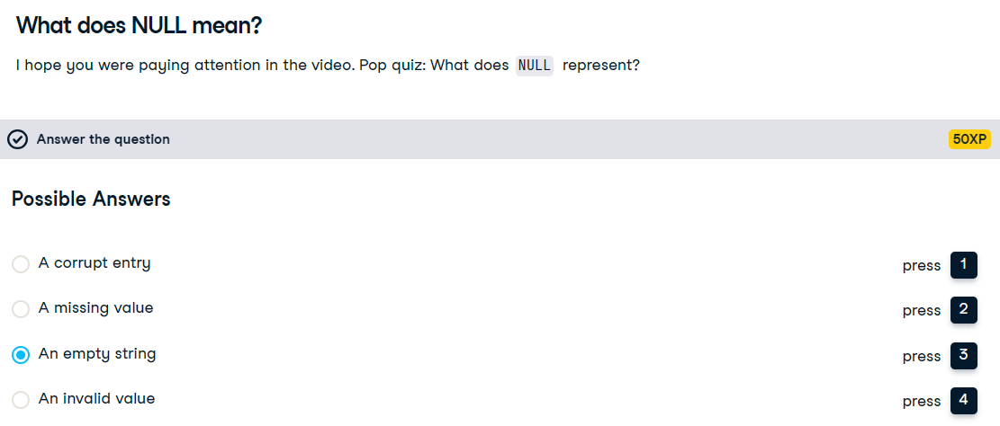 What does NULL mean?
I hope you were paying attention in the video. Pop quiz: What does NULL represent?
Answer the question 50XP
Possible Answers
A corrupt entry press 1
A missing value press 2
An empty string press 3
An invalid value press 4